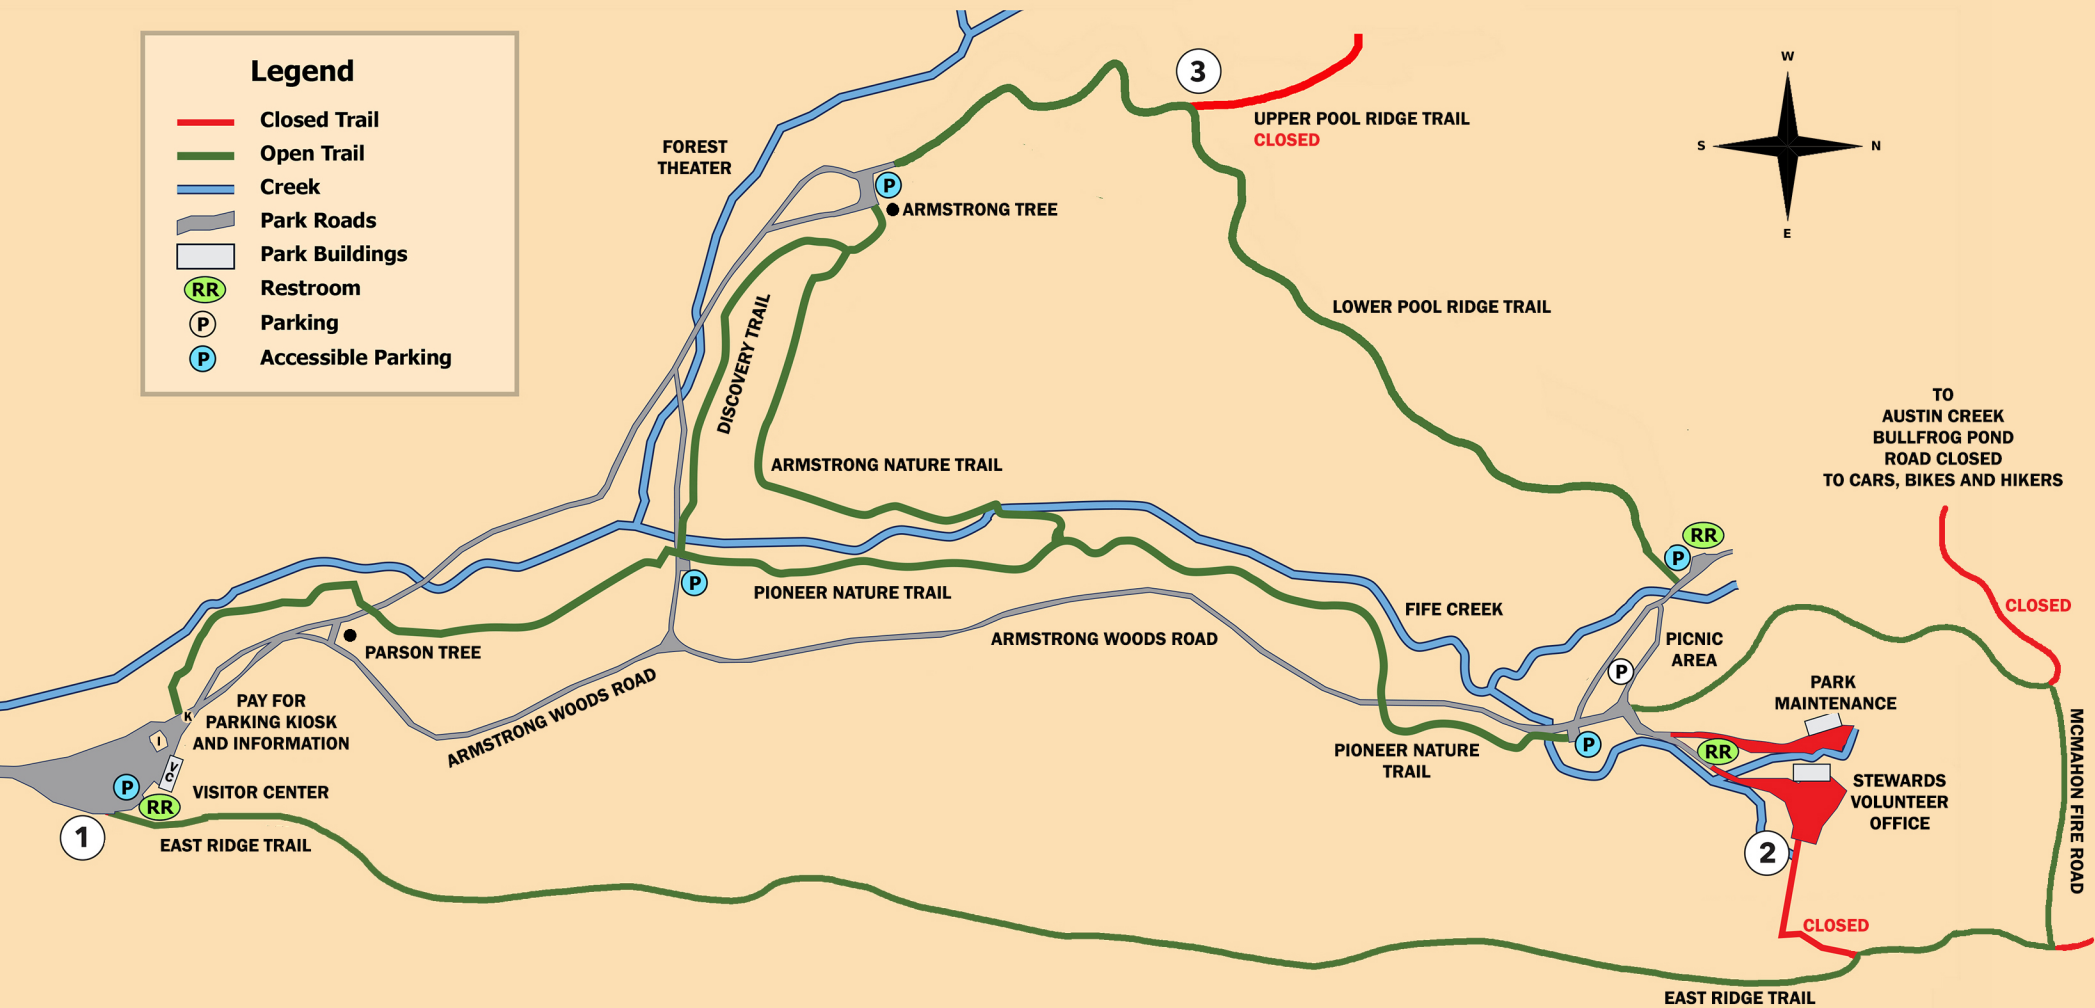 Legend
Closed Trail
Open Trail
Creek
Park Roads
Park Buildings
RR
Restroom
P
Parking
P
Accessible Parking
3
UPPER POOL RIDGE TRAIL
CLOSED
W
S
N
E
FOREST
THEATER
P
ARMSTRONG TREE
DISCOVERY TRAIL
LOWER POOL RIDGE TRAIL
TO
AUSTIN CREEK
BULLFROG POND
ROAD CLOSED
TO CARS, BIKES AND HIKERS
CLOSED
ARMSTRONG NATURE TRAIL
RR
P
P
PIONEER NATURE TRAIL
FIFE CREEK
ARMSTRONG WOODS ROAD
PICNIC
AREA
P
PARSON TREE
ARMSTRONG WOODS ROAD
PARK
MAINTENANCE
K
PAY FOR
PARKING KIOSK
AND INFORMATION
I
VC
P
RR
VISITOR CENTER
1
EAST RIDGE TRAIL
P
PIONEER NATURE
TRAIL
RR
STEWARDS
VOLUNTEER
OFFICE
2
CLOSED
MCMAHON FIRE ROAD
EAST RIDGE TRAIL